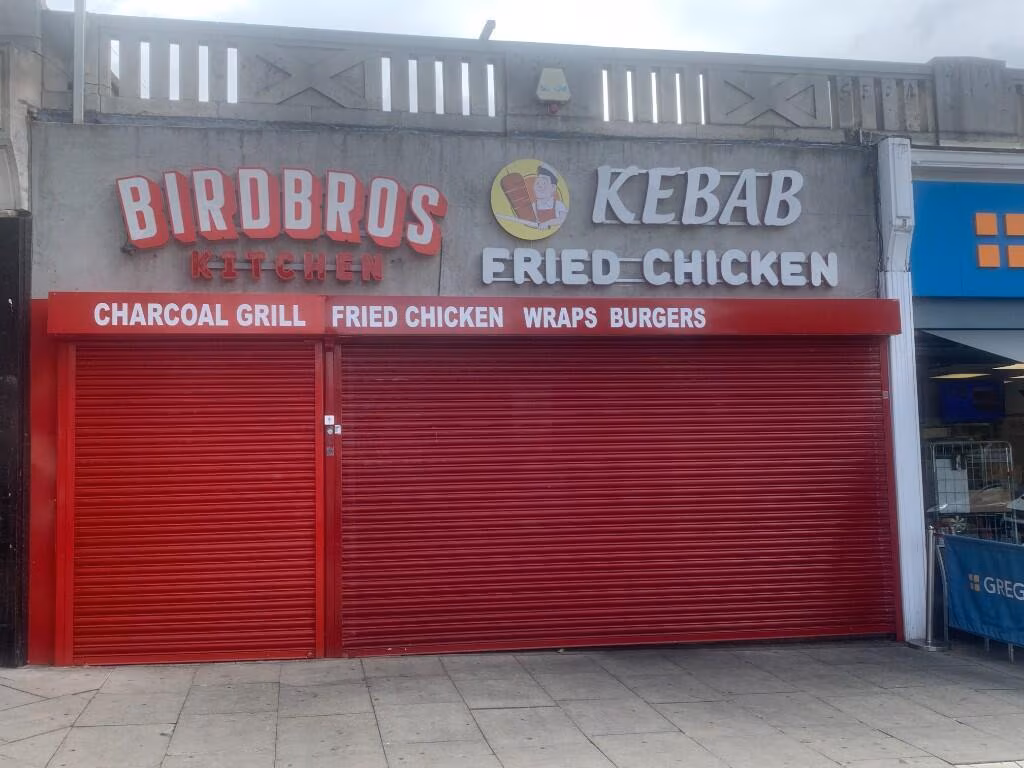 BIRDBROS
KITCHEN
KEBAB
FRIED CHICKEN
CHARCOAL GRILL FRIED CHICKEN WRAPS BURGERS
GREG